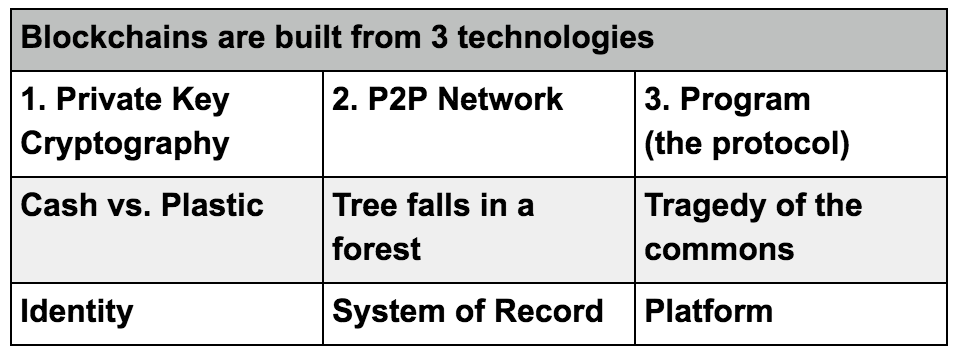 Blockchains are built from 3 technologies
1. Private Key
Cryptography
2. P2P Network
3. Program
(the protocol)
Cash vs. Plastic
Tree falls in a
forest
Tragedy of the
commons
Identity
System of Record
Platform